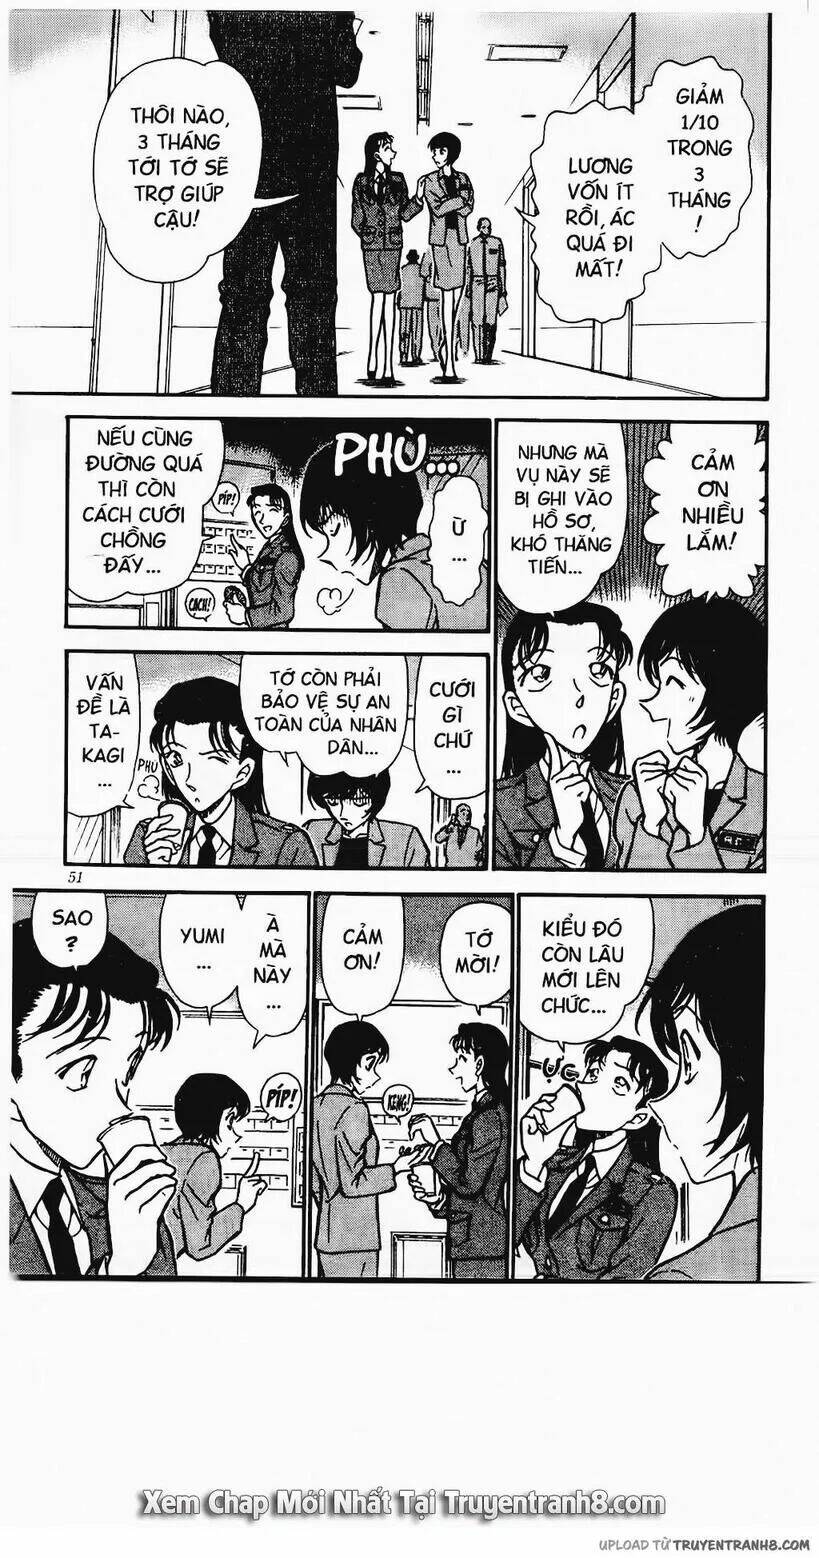 GIẢM
1/10
TRONG
3
THÁNG
!
LƯƠNG
VỐN ÍT
RỒI, ÁC
QUÁ ĐI
MẤT!
THÔI NÀO,
3 THÁNG
TỚI TỚ SẼ
TRỢ GIÚP
CẬU!
CẢM
ƠN
NHIỀU
LẮM!
NHƯNG MÀ
VỤ NÀY SẼ
BỊ GHI VÀO
HỒ SƠ,
KHÓ THĂNG
TIẾN...
PHÙ...
Ừ
...
NẾU CÙNG
ĐƯỜNG QUÁ
THÌ CÒN
CÁCH CƯỚI
CHỒNG
ĐẤY...
PÍP!
CẠCH!
CƯỚI
GÌ
CHỨ
...
TỚ CÒN PHẢI
BẢO VỆ SỰ AN
TOÀN CỦA NHÂN
DÂN...
VẤN
ĐỀ LÀ
TA-
KAGI
...
PHÙ
51
KIỂU ĐÓ
CÒN LÂU
MỚI LÊN
CHỨC...
ỰC
TỚ
MỜI!
CẢM
ƠN!
KENG!
À
MÀ
NÀY
...
YUMI
...
PÍP!
SAO
?
Xem Chap Mới Nhất Tại Truyentranh8.com
UPLOAD TỪ TRUYENTRANH8.COM